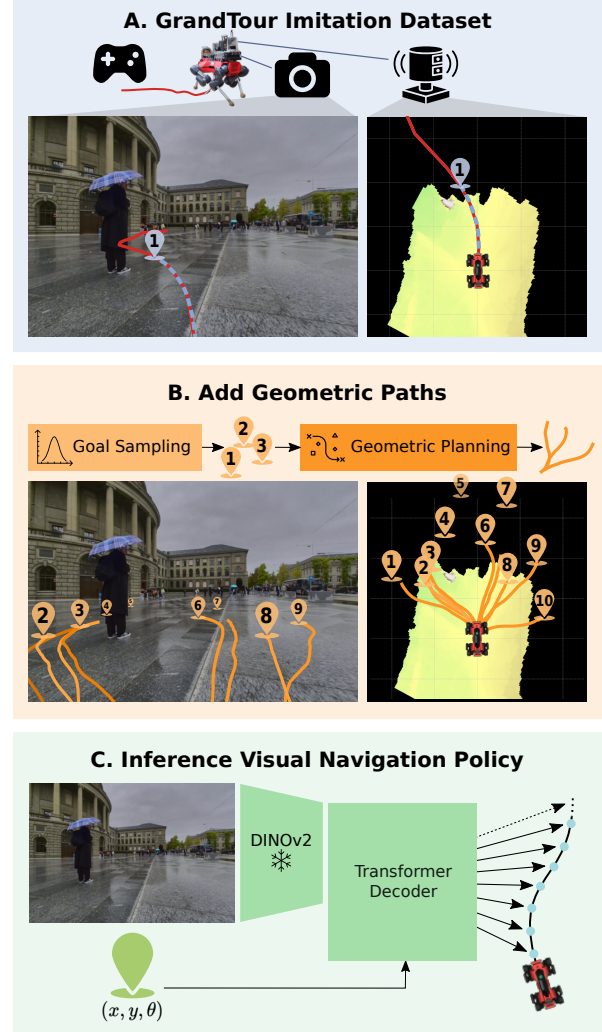 A. GrandTour Imitation Dataset
1
1
B. Add Geometric Paths
Goal Sampling
2
3
1
Geometric Planning
2
3
4
5
6
7
8
9
5
7
4
6
1
3
2
8
9
10
C. Inference Visual Navigation Policy
DINOv2
Transformer
Decoder
(x, y, θ)